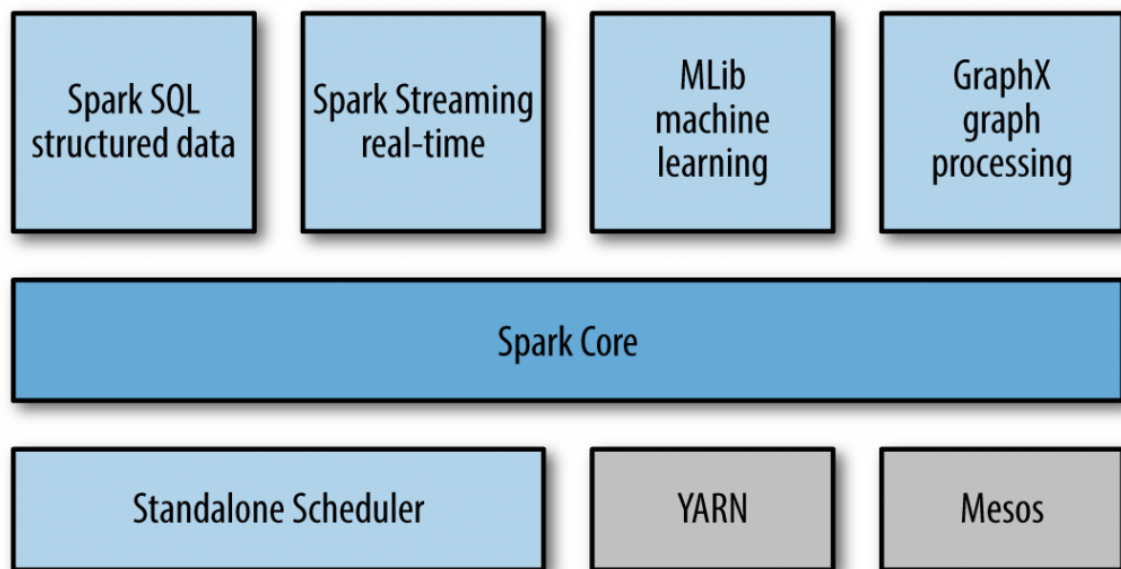 Spark SQL
structured data
Spark Streaming
real-time
MLib
machine
learning
GraphX
graph
processing
Spark Core
Standalone Scheduler
YARN
Mesos